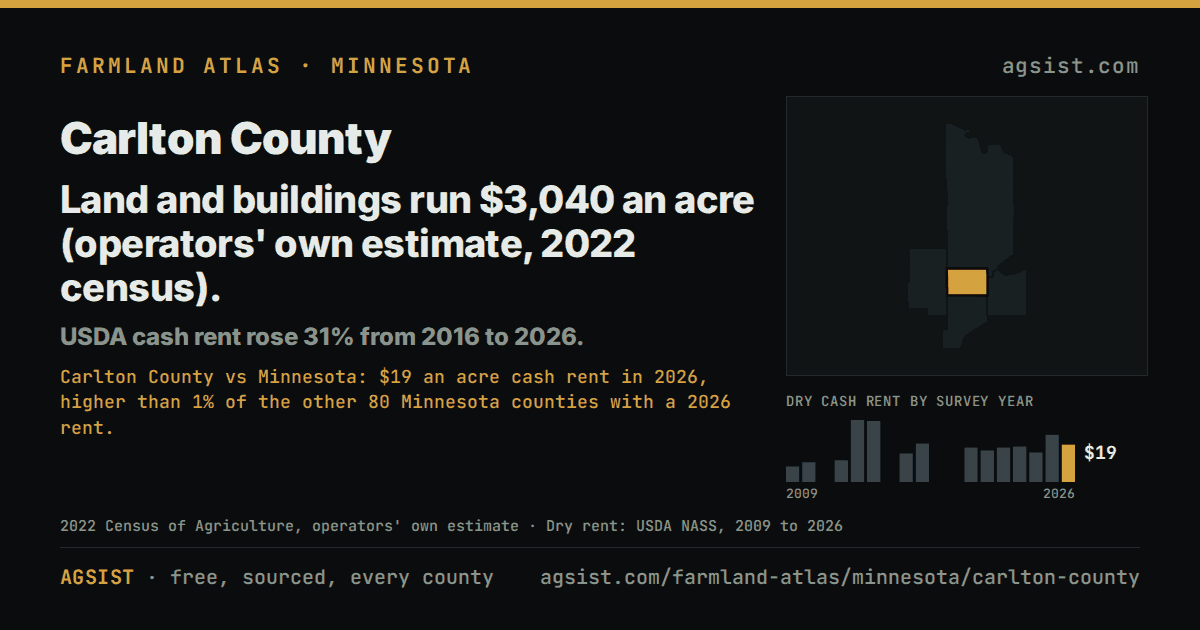 FARMLAND ATLAS · MINNESOTA
agsist.com
Carlton County
Land and buildings run $3,040 an acre
(operators' own estimate, 2022
census).
USDA cash rent rose 31% from 2016 to 2026.
Carlton County vs Minnesota: $19 an acre cash rent in 2026,
higher than 1% of the other 80 Minnesota counties with a 2026
rent.
DRY CASH RENT BY SURVEY YEAR
$19
2009
2026
2022 Census of Agriculture, operators' own estimate · Dry rent: USDA NASS, 2009 to 2026
AGSIST · free, sourced, every county
agsist.com/farmland-atlas/minnesota/carlton-county